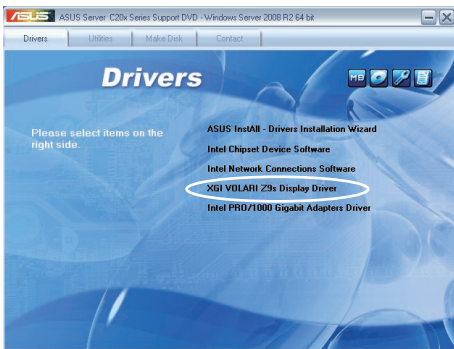 ASUS ASUS Server C20x Series Support DVD - Windows Server 2008 R2 64 bit
Drivers Utilities Make Disk Contact
Drivers
MB
Please select items on the
right side.
ASUS InstAll - Drivers Installation Wizard
Intel Chipset Device Software
Intel Network Connections Software
XGI VOLARI Z9s Display Driver
Intel PRO/1000 Gigabit Adapters Driver